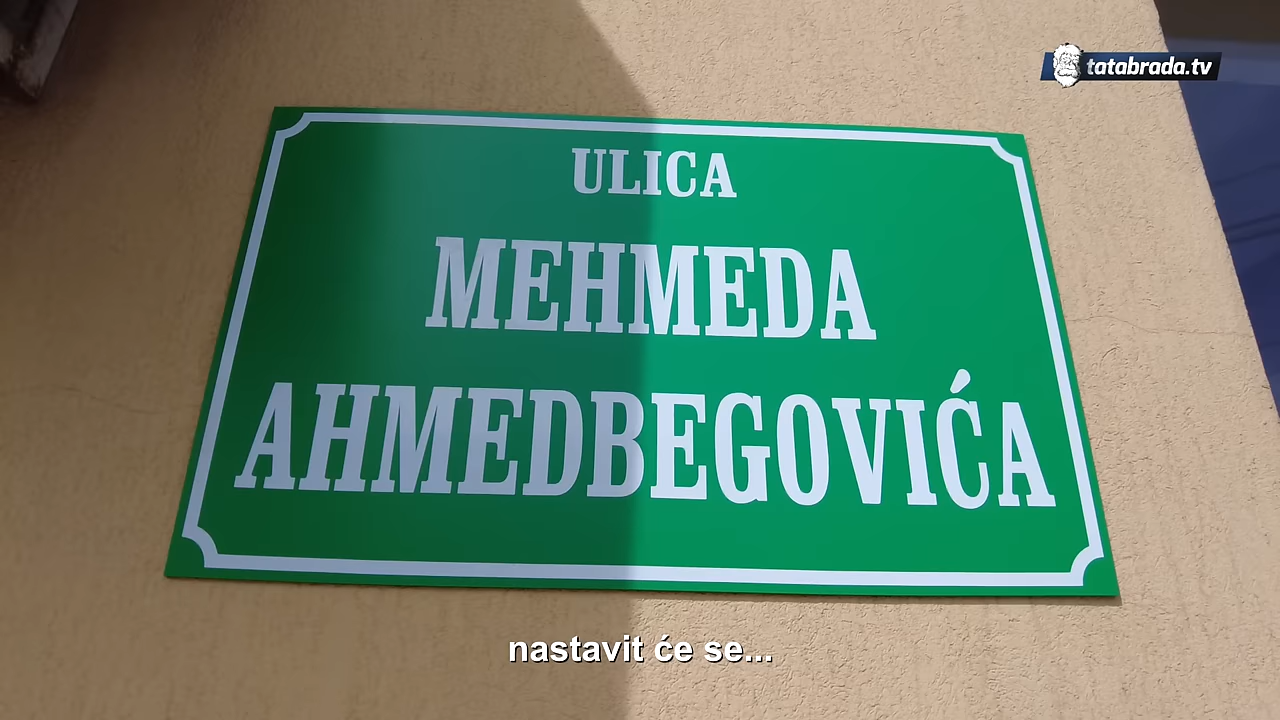 tatabrada.tv
ULICA
MEHMEDA
AHMEDBEGOVIĆA
nastavit će se...